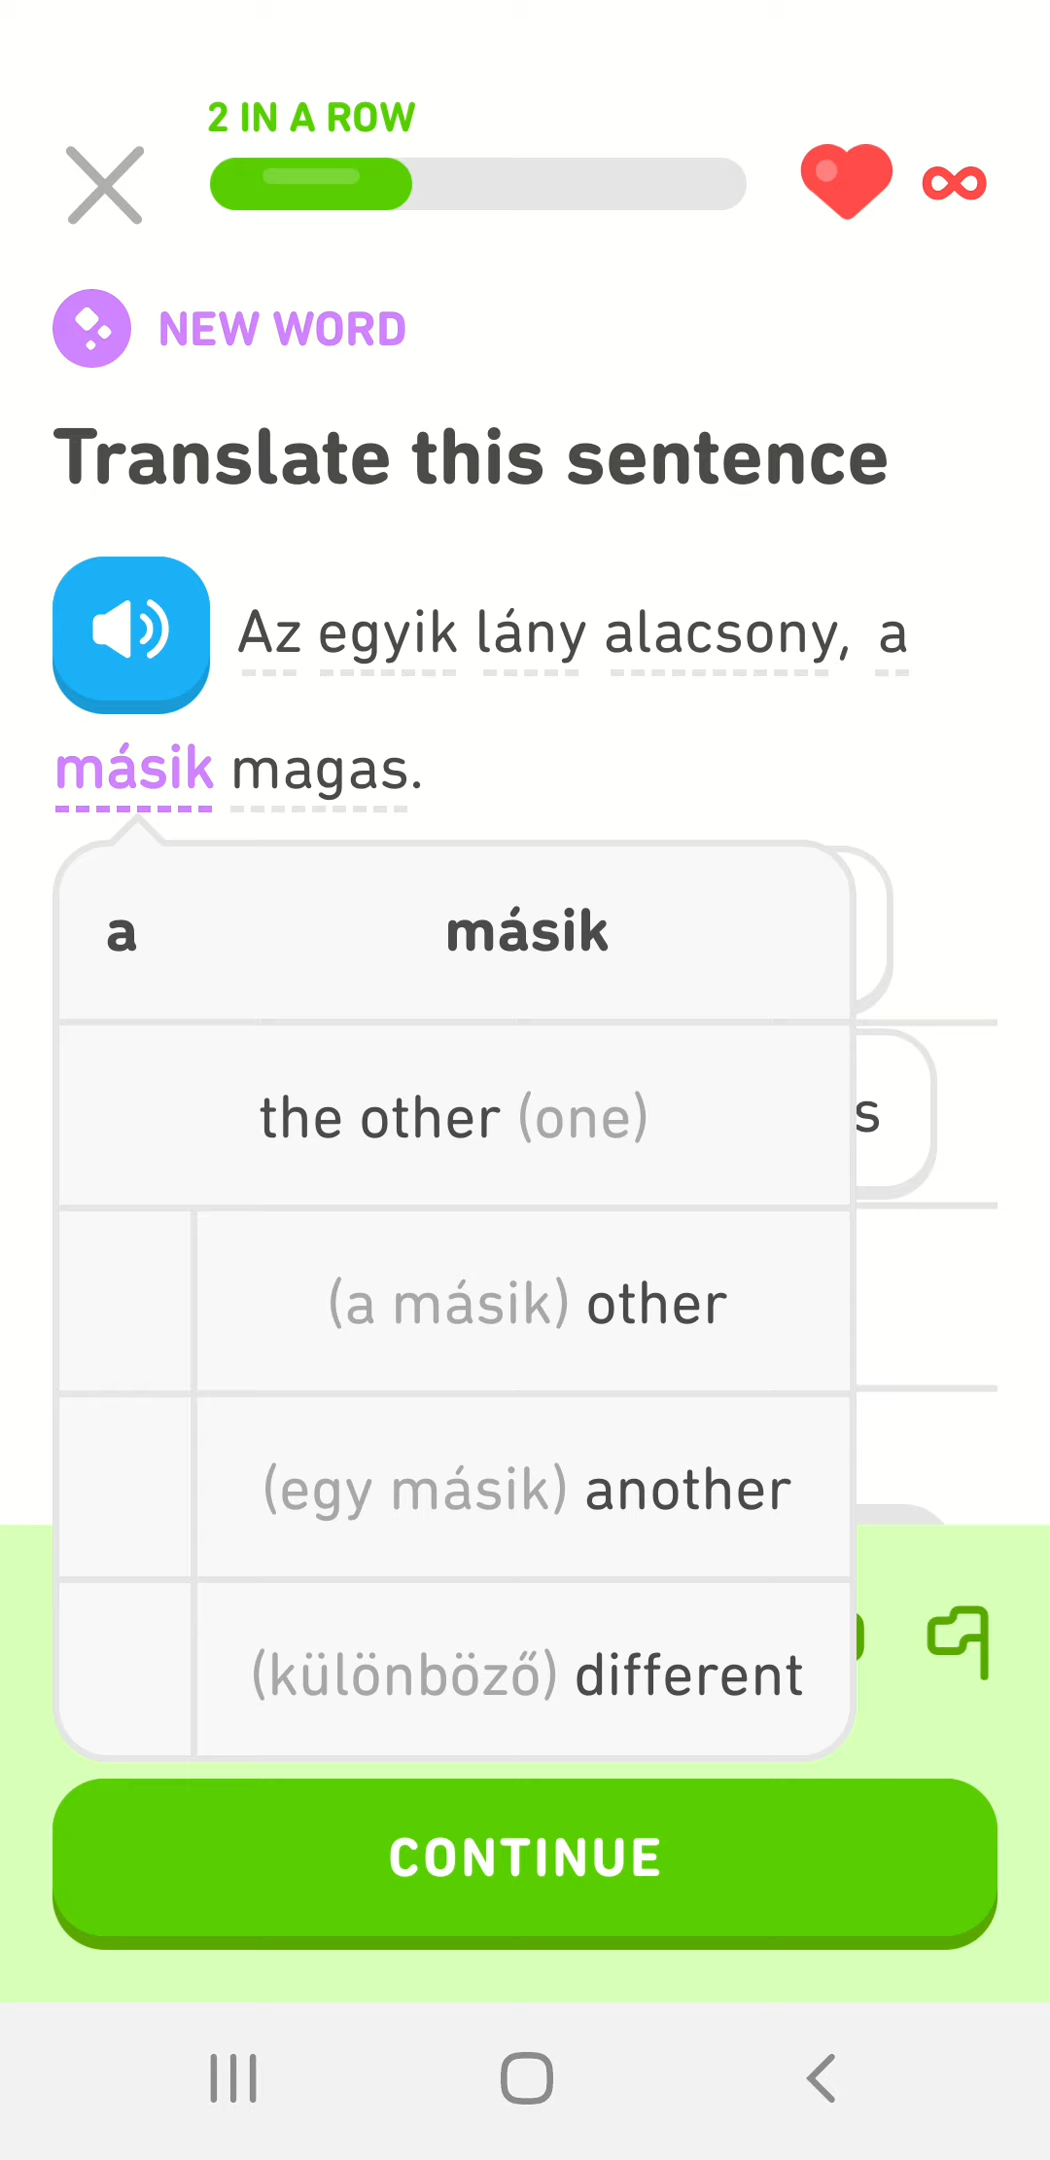 2 IN A ROW
NEW WORD
Translate this sentence
Az egyik lány alacsony, a
másik magas.
a másik
the other (one)
s
(a másik) other
(egy másik) another
(különböző) different
CONTINUE